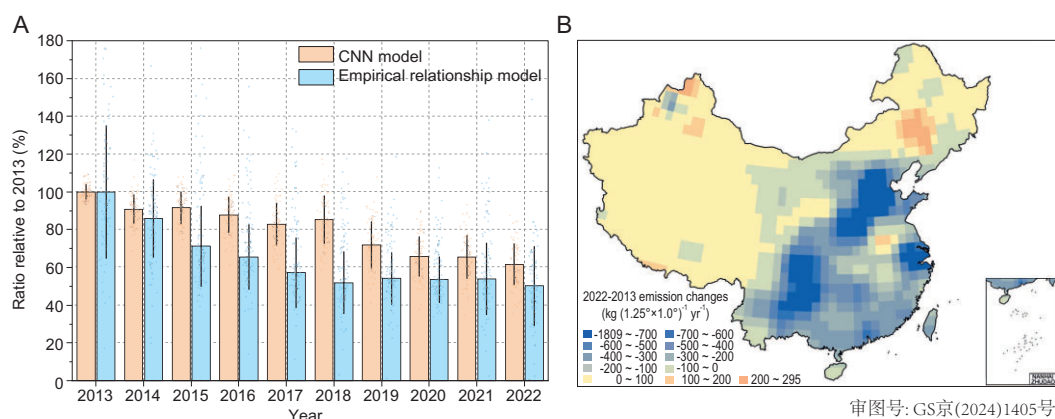 A
Ratio relative to 2013 (%)
180
160
140
120
100
80
60
40
20
0
CNN model
Empirical relationship model
2013 2014 2015 2016 2017 2018 2019 2020 2021 2022
Year
B
2022-2013 emission changes
(kg (1.25°×1.0°)⁻¹ yr⁻¹)
-1809 ~ -700 -700 ~ -600
-600 ~ -500 -500 ~ -400
-400 ~ -300 -300 ~ -200
-200 ~ -100 -100 ~ 0
0 ~ 100 100 ~ 200 200 ~ 295
NANHAI
ZHUDAO
审图号: GS京(2024)1405号